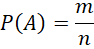 P(A) = m/n